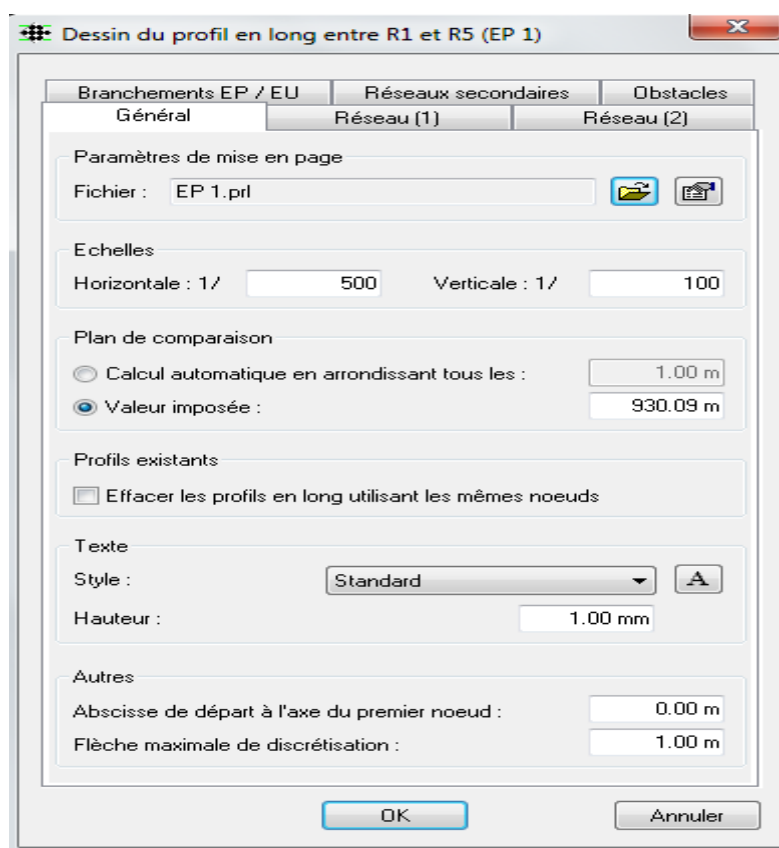 Dessin du profil en long entre R1 et R5 (EP 1)
Branchements EP / EU Réseaux secondaires Obstacles
Général Réseau (1) Réseau (2)
Paramètres de mise en page
Fichier : EP 1.prl
Echelles
Horizontale : 1/ 500 Verticale : 1/ 100
Plan de comparaison
Calcul automatique en arrondissant tous les : 1.00 m
Valeur imposée : 930.09 m
Profils existants
Effacer les profils en long utilisant les mêmes noeuds
Texte
Style : Standard A
Hauteur : 1.00 mm
Autres
Abscisse de départ à l'axe du premier noeud : 0.00 m
Flèche maximale de discrétisation : 1.00 m
OK Annuler